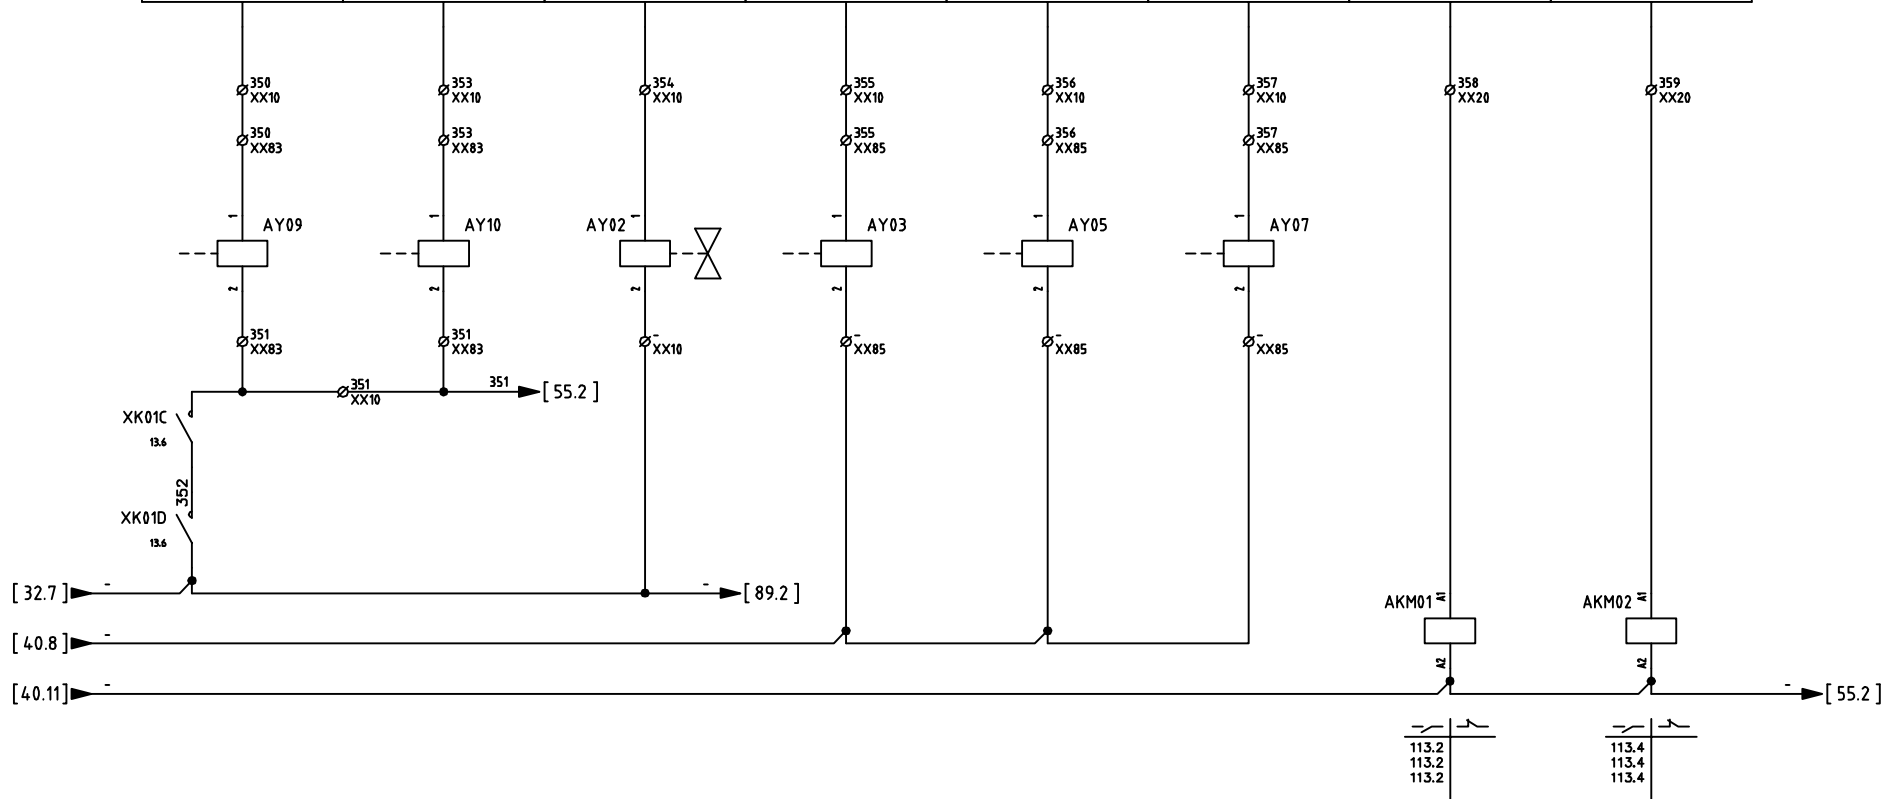 350
XX10
353
XX10
354
XX10
355
XX10
356
XX10
357
XX10
358
XX20
359
XX20
350
XX83
353
XX83
355
XX85
356
XX85
357
XX85
1
1
1
1
1
1
AY09
AY10
AY02
AY03
AY05
AY07
2
2
2
2
2
2
351
XX83
351
XX83
-
XX10
-
XX85
-
XX85
-
XX85
351
XX10
351
[ 55.2 ]
XK01C
13.6
352
XK01D
13.6
[ 32.7 ]
-
-
[ 89.2 ]
AKM01
A1
AKM02
A1
[ 40.8 ]
-
A2
A2
[40.11]
-
-
[ 55.2 ]
113.2
113.2
113.2
113.4
113.4
113.4